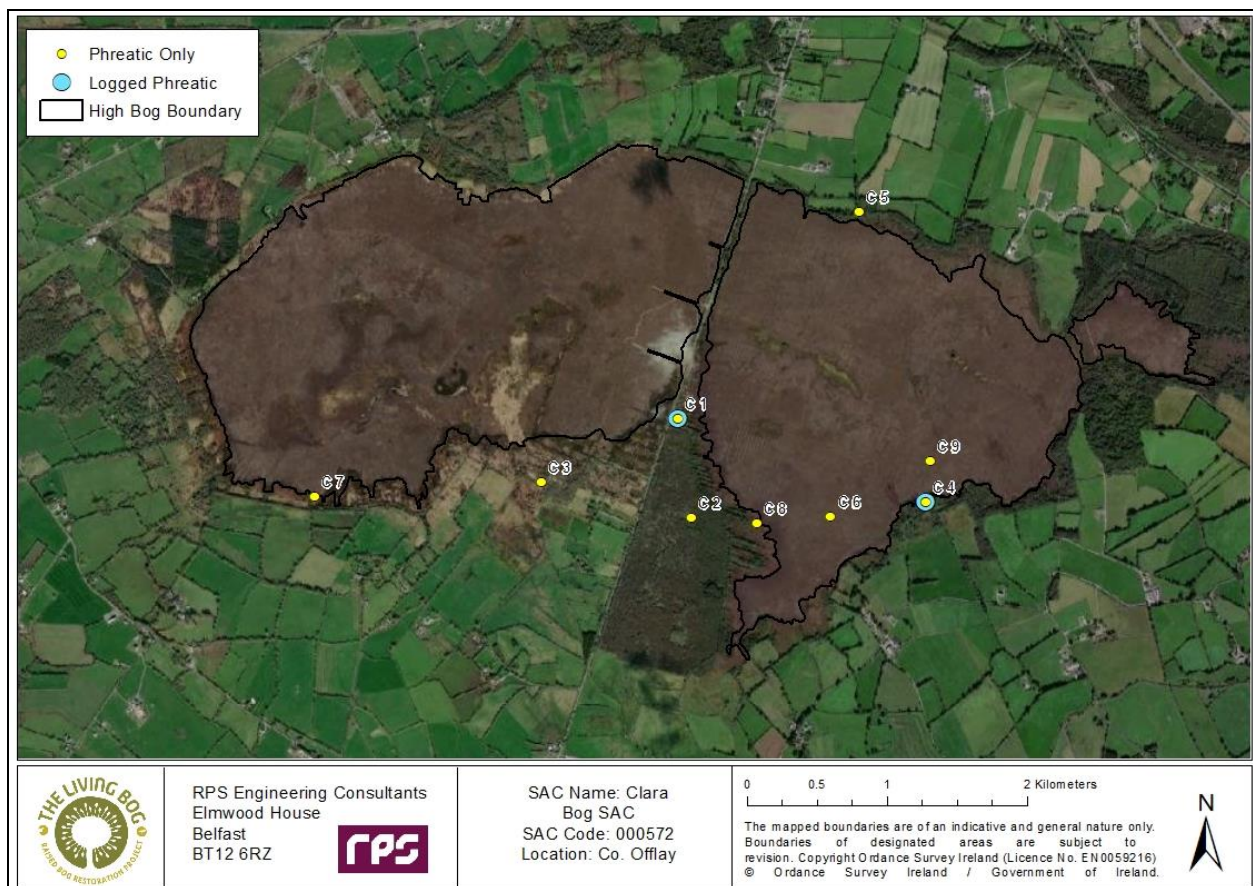 Phreatic Only
Logged Phreatic
High Bog Boundary
C5
C1
C9
C3
C7
C4
C2
C8
C6
THE LIVING BOG
RAISED BOG RESTORATION PROJECT
RPS Engineering Consultants
Elmwood House
Belfast
BT12 6RZ
rps
SAC Name: Clara
Bog SAC
SAC Code: 000572
Location: Co. Offlay
0 0.5 1 2 Kilometers
The mapped boundaries are of an indicative and general nature only.
Boundaries of designated areas are subject to
revision. Copyright Ordnance Survey Ireland (Licence No. EN 0059216)
© Ordnance Survey Ireland / Government of Ireland.
N